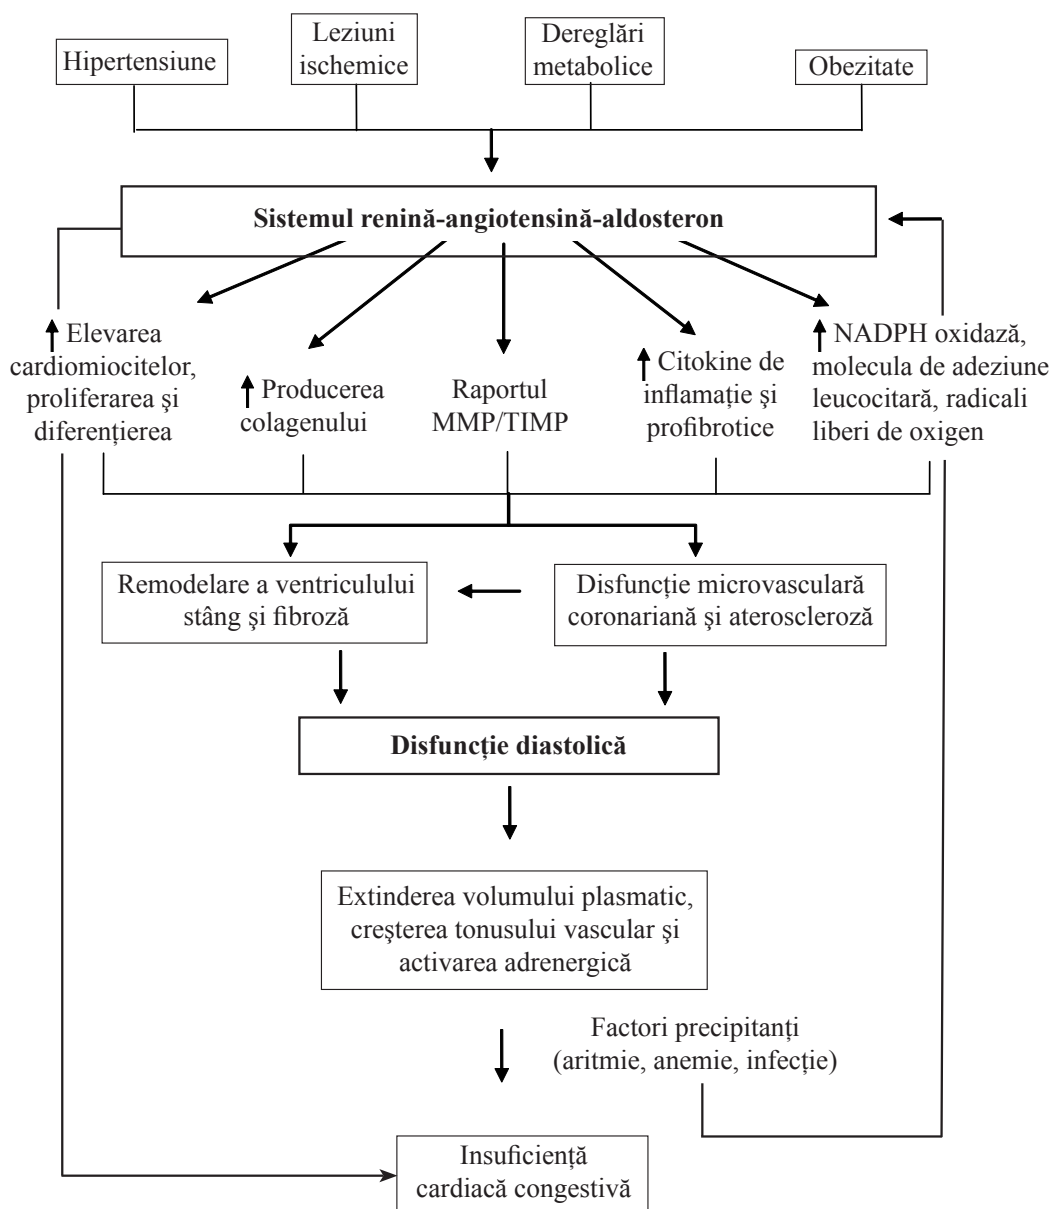 Hipertensiune
Leziuni
ischemice
Dereglări
metabolice
Obezitate
Sistemul renină-angiotensină-aldosteron
Elevarea
cardiomiocitelor,
proliferarea şi
diferenţierea
Producerea
colagenului
Raportul
MMP/TIMP
Citokine de
inflamaţie şi
profibrotice
NADPH oxidază,
molecula de adeziune
leucocitară, radicali
liberi de oxigen
Remodelare a ventriculului
stâng şi fibroză
Disfuncţie microvasculară
coronariană şi ateroscleroză
Disfuncţie diastolică
Extinderea volumului plasmatic,
creşterea tonusului vascular şi
activarea adrenergică
Factori precipitanţi
(aritmie, anemie, infecţie)
Insuficienţă
cardiacă congestivă